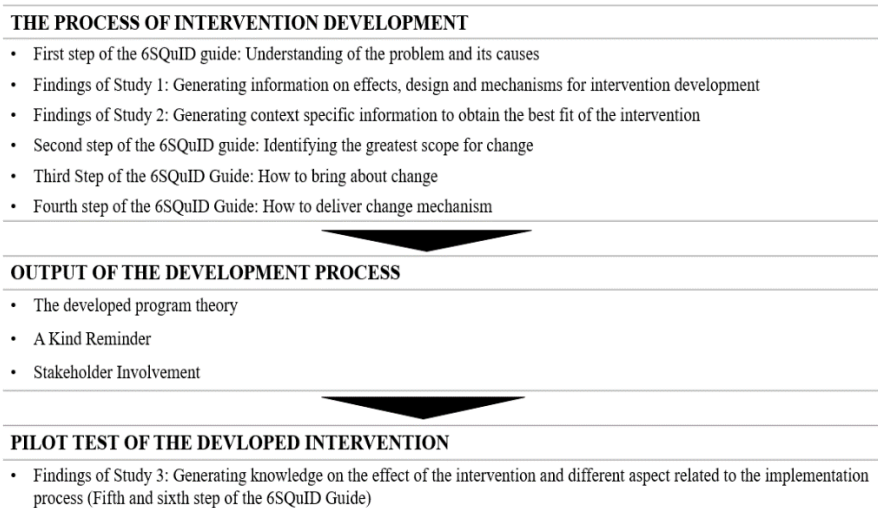 THE PROCESS OF INTERVENTION DEVELOPMENT
• First step of the 6SQuID guide: Understanding of the problem and its causes
• Findings of Study 1: Generating information on effects, design and mechanisms for intervention development
• Findings of Study 2: Generating context specific information to obtain the best fit of the intervention
• Second step of the 6SQuID guide: Identifying the greatest scope for change
• Third Step of the 6SQuID Guide: How to bring about change
• Fourth step of the 6SQuID Guide: How to deliver change mechanism
OUTPUT OF THE DEVELOPMENT PROCESS
• The developed program theory
• A Kind Reminder
• Stakeholder Involvement
PILOT TEST OF THE DEVLOPED INTERVENTION
• Findings of Study 3: Generating knowledge on the effect of the intervention and different aspect related to the implementation
process (Fifth and sixth step of the 6SQuID Guide)